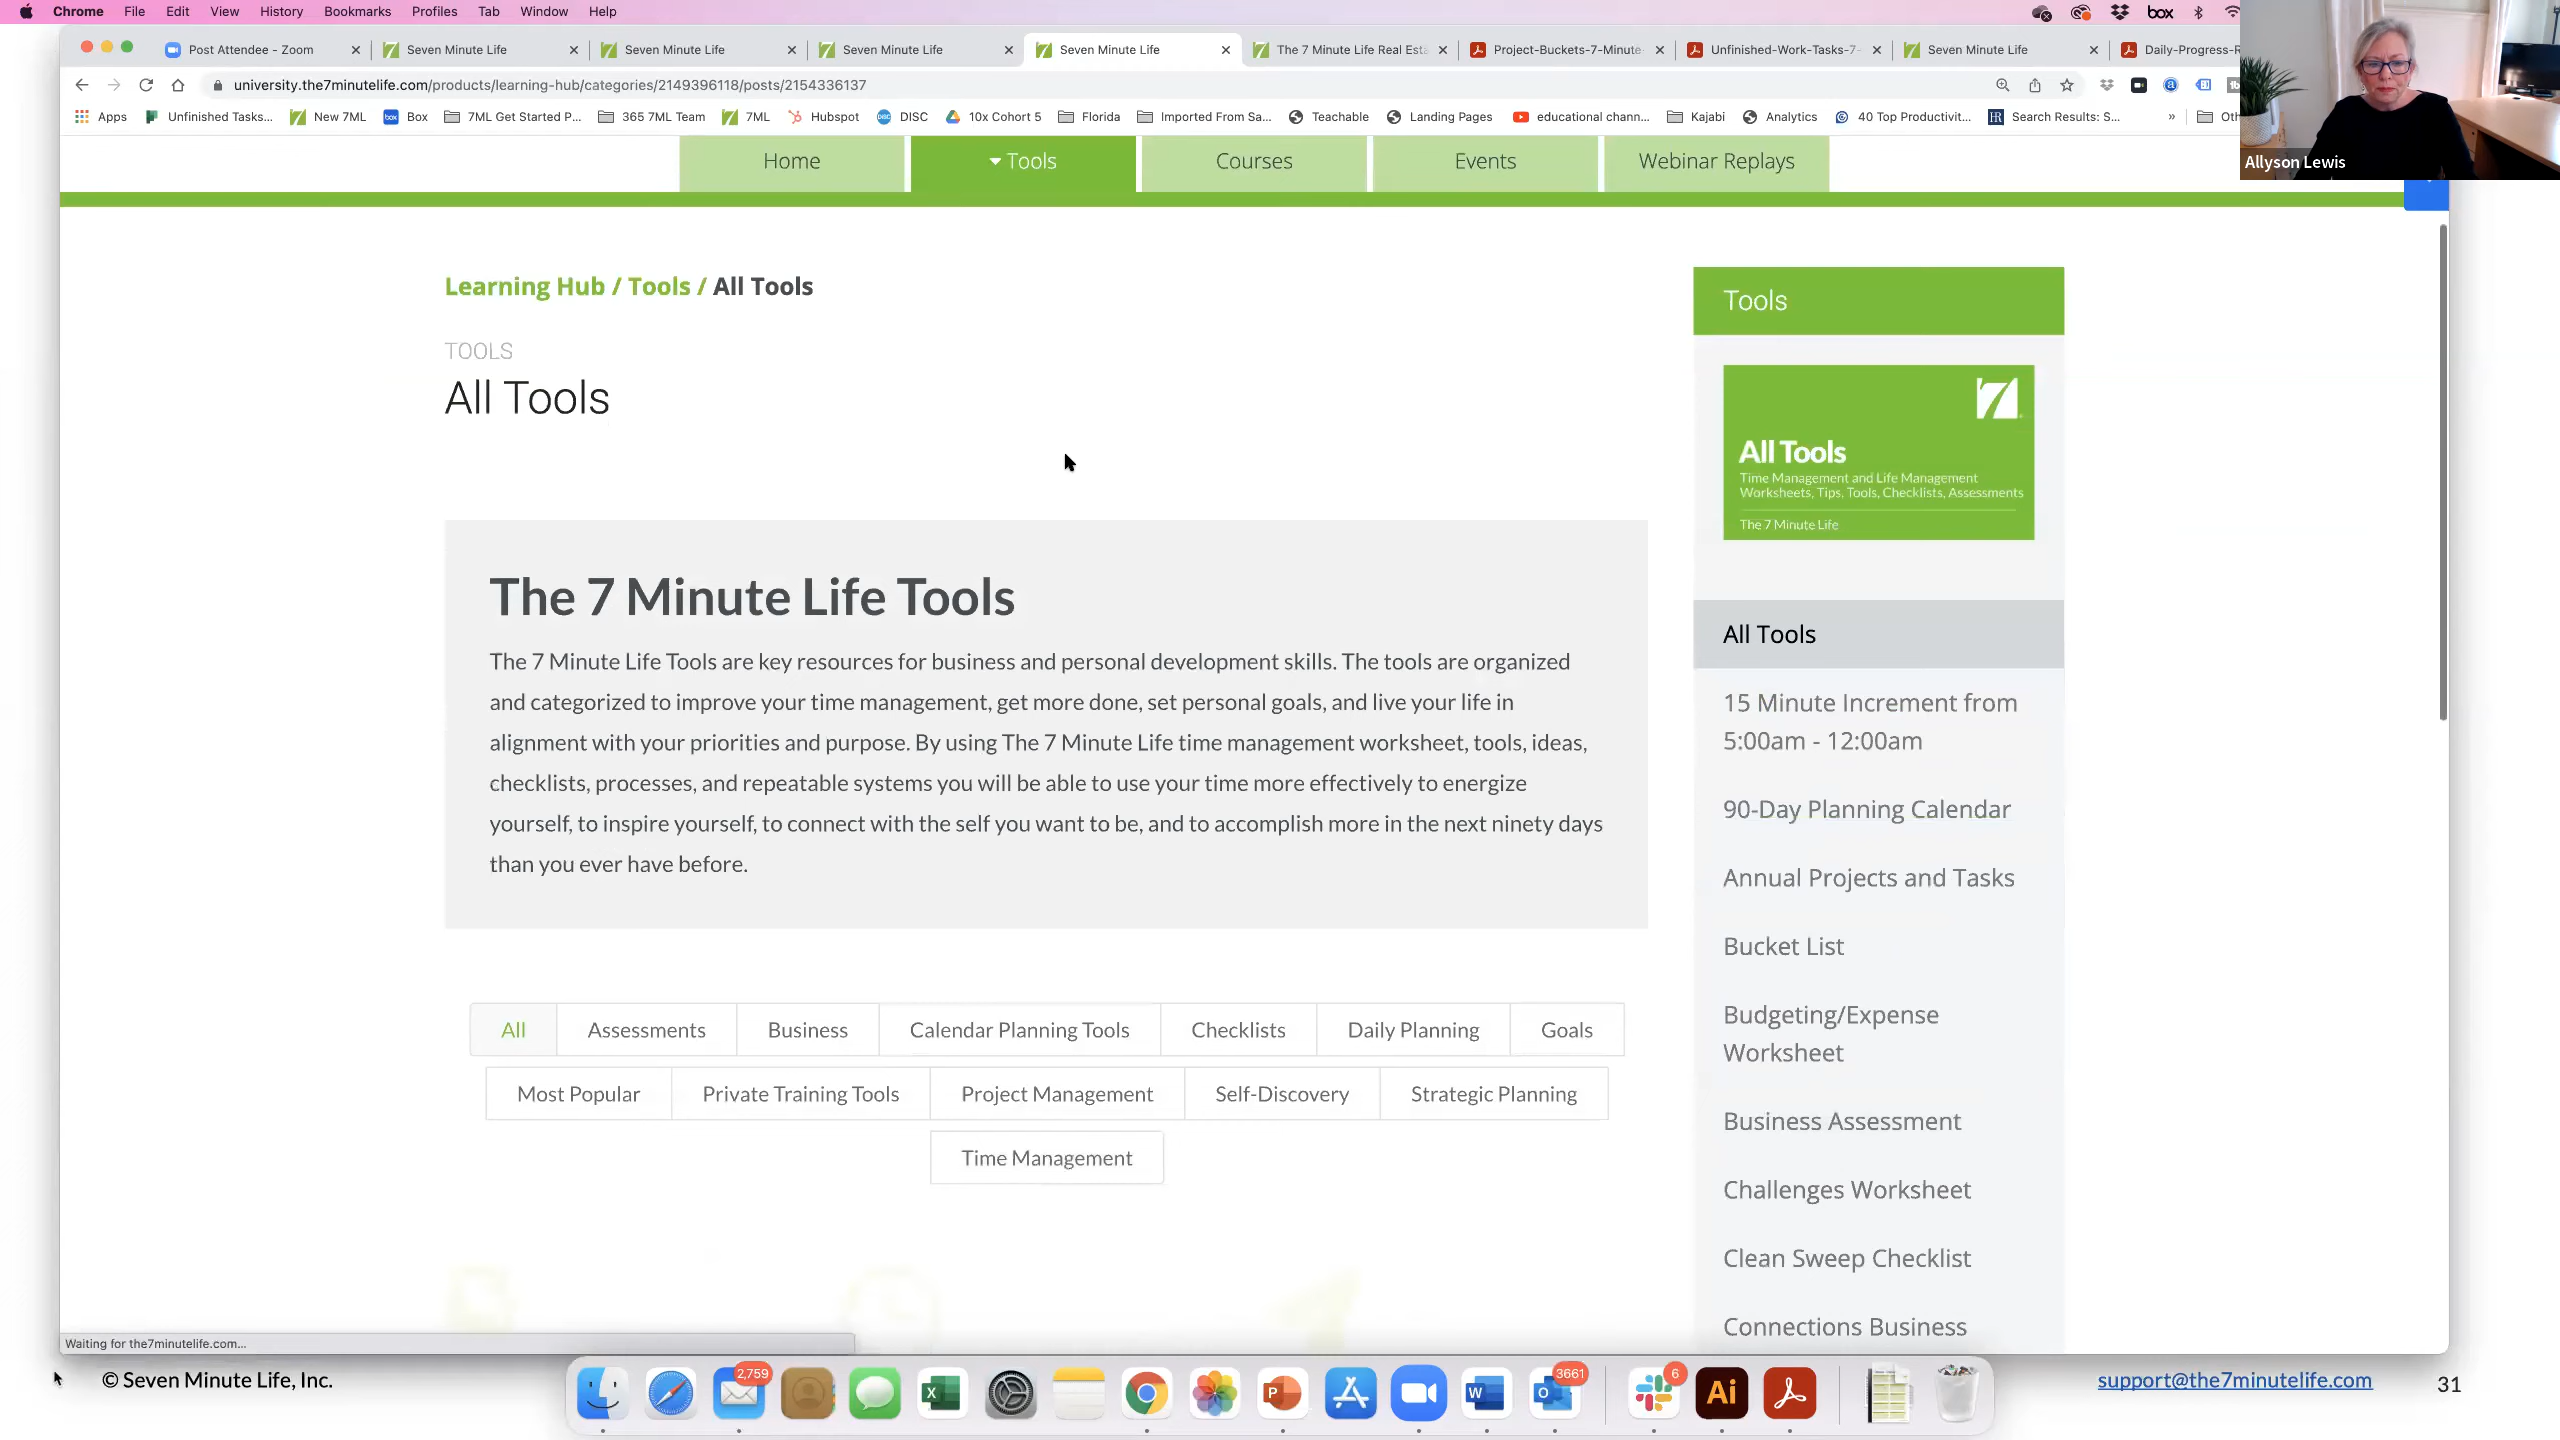 Chrome File Edit View History Bookmarks Profiles Tab Window Help
box
Post Attendee - Zoom
Seven Minute Life
Seven Minute Life
Seven Minute Life
Seven Minute Life
The 7 Minute Life Real Esta
Project-Buckets-7-Minute-
Unfinished-Work-Tasks-7-
Seven Minute Life
Daily-Progress-R
university.the7minutelife.com/products/learning-hub/categories/2149396118/posts/2154336137
Apps Unfinished Tasks... New 7ML Box 7ML Get Started P... 365 7ML Team 7ML Hubspot DISC 10x Cohort 5 Florida Imported From Sa... Teachable Landing Pages educational chann... Kajabi Analytics 40 Top Productivit... Search Results: S... » Oth
Allyson Lewis
Home Tools Courses Events Webinar Replays
Learning Hub / Tools / All Tools
TOOLS
All Tools
The 7 Minute Life Tools
The 7 Minute Life Tools are key resources for business and personal development skills. The tools are organized
and categorized to improve your time management, get more done, set personal goals, and live your life in
alignment with your priorities and purpose. By using The 7 Minute Life time management worksheet, tools, ideas,
checklists, processes, and repeatable systems you will be able to use your time more effectively to energize
yourself, to inspire yourself, to connect with the self you want to be, and to accomplish more in the next ninety days
than you ever have before.
All Assessments Business Calendar Planning Tools Checklists Daily Planning Goals
Most Popular Private Training Tools Project Management Self-Discovery Strategic Planning
Time Management
Tools
7
All Tools
Time Management and Life Management
Worksheets, Tips, Tools, Checklists, Assessments
The 7 Minute Life
All Tools
15 Minute Increment from
5:00am - 12:00am
90-Day Planning Calendar
Annual Projects and Tasks
Bucket List
Budgeting/Expense
Worksheet
Business Assessment
Challenges Worksheet
Clean Sweep Checklist
Connections Business
Waiting for the7minutelife.com...
© Seven Minute Life, Inc.
2,759
3661
6
X P W O Ai
support@the7minutelife.com
31